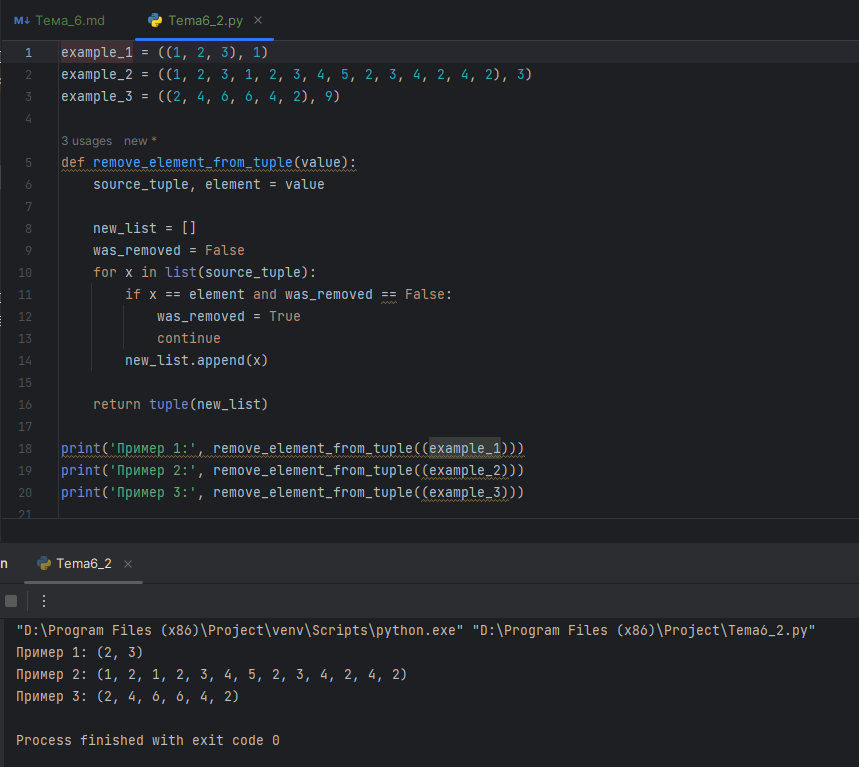 M↓ Тема_6.md
Tema6_2.py ×
1 example_1 = ((1, 2, 3), 1)
2 example_2 = ((1, 2, 3, 1, 2, 3, 4, 5, 2, 3, 4, 2, 4, 2), 3)
3 example_3 = ((2, 4, 6, 6, 4, 2), 9)
4
3 usages new *
5 def remove_element_from_tuple(value):
6     source_tuple, element = value
7
8     new_list = []
9     was_removed = False
10     for x in list(source_tuple):
11         if x == element and was_removed == False:
12             was_removed = True
13             continue
14         new_list.append(x)
15
16     return tuple(new_list)
17
18 print('Пример 1:', remove_element_from_tuple((example_1)))
19 print('Пример 2:', remove_element_from_tuple((example_2)))
20 print('Пример 3:', remove_element_from_tuple((example_3)))
21
n
Tema6_2 ×
"D:\Program Files (x86)\Project\venv\Scripts\python.exe" "D:\Program Files (x86)\Project\Tema6_2.py"
Пример 1: (2, 3)
Пример 2: (1, 2, 1, 2, 3, 4, 5, 2, 3, 4, 2, 4, 2)
Пример 3: (2, 4, 6, 6, 4, 2)
Process finished with exit code 0